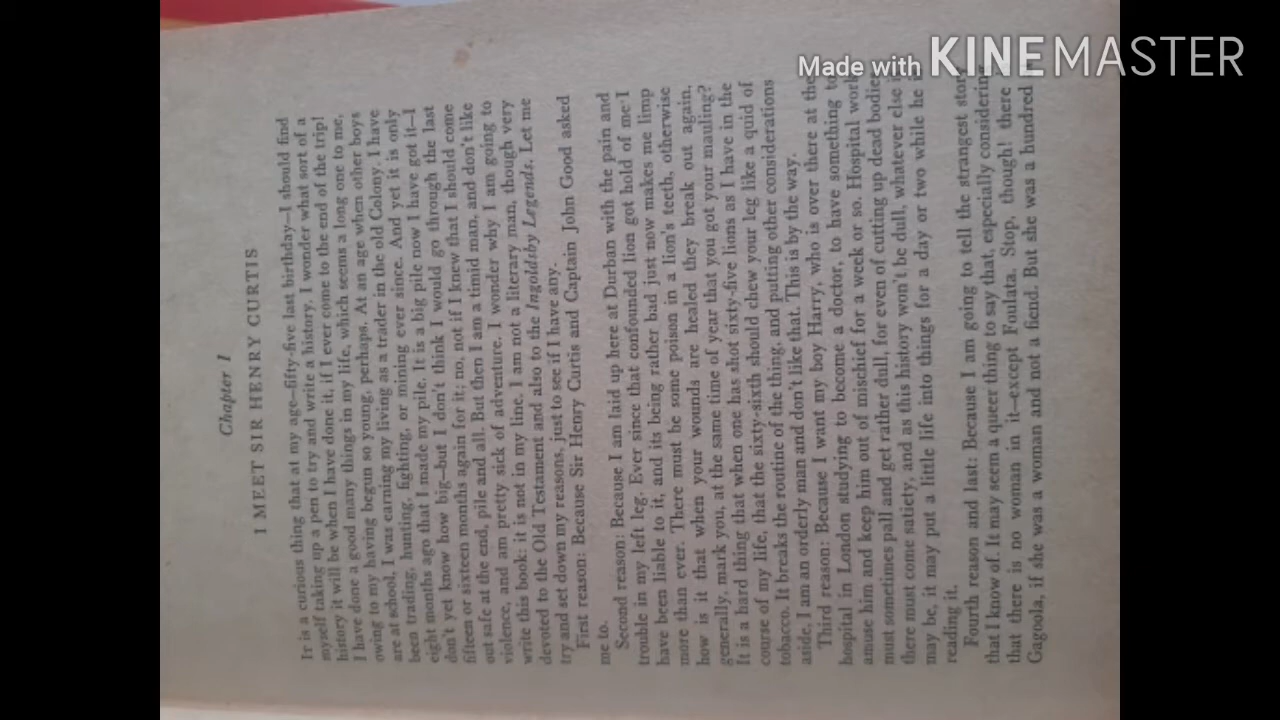 Made with KINEMASTER
Chapter 1
I MEET SIR HENRY CURTIS
It is a curious thing that at my age—fifty-five last birthday—I should find
myself taking up a pen to try and write a history. I wonder what sort of a
history it will be when I have done it, if I ever come to the end of the trip!
I have done a good many things in my life, which seems a long one to me,
owing to my having begun so young, perhaps. At an age when other boys
are at school, I was earning my living as a trader in the old Colony. I have
been trading, hunting, fighting, or mining ever since. And yet it is only
eight months ago that I made my pile. It is a big pile now I have got it—I
don't yet know how big—but I don't think I would go through the last
fifteen or sixteen months again for it; no, not if I knew that I should come
out safe at the end, pile and all. But then I am a timid man, and don't like
violence, and am pretty sick of adventure. I wonder why I am going to
write this book: it is not in my line. I am not a literary man, though very
devoted to the Old Testament and also to the Ingoldsby Legends. Let me
try and set down my reasons, just to see if I have any.
First reason: Because Sir Henry Curtis and Captain John Good asked
me to.
Second reason: Because I am laid up here at Durban with the pain and
trouble in my left leg. Ever since that confounded lion got hold of me I
have been liable to it, and its being rather bad just now makes me limp
more than ever. There must be some poison in a lion's teeth, otherwise
how is it that when your wounds are healed they break out again,
generally, mark you, at the same time of year that you got your mauling?
It is a hard thing that when one has shot sixty-five lions as I have in the
course of my life, that the sixty-sixth should chew your leg like a quid of
tobacco. It breaks the routine of the thing, and putting other considerations
aside, I am an orderly man and don't like that. This is by the way.
Third reason: Because I want my boy Harry, who is over there at the
hospital in London studying to become a doctor, to have something to
amuse him and keep him out of mischief for a week or so. Hospital work
must sometimes pall and get rather dull, for even of cutting up dead bodies
there must come satiety, and as this history won't be dull, whatever else i
may be, it may put a little life into things for a day or two while he i
reading it.
Fourth reason and last: Because I am going to tell the strangest story
that I know of. It may seem a queer thing to say that, especially considering
that there is no woman in it—except Foulata. Stop, though! there
Gagoola, if she was a woman and not a fiend. But she was a hundred